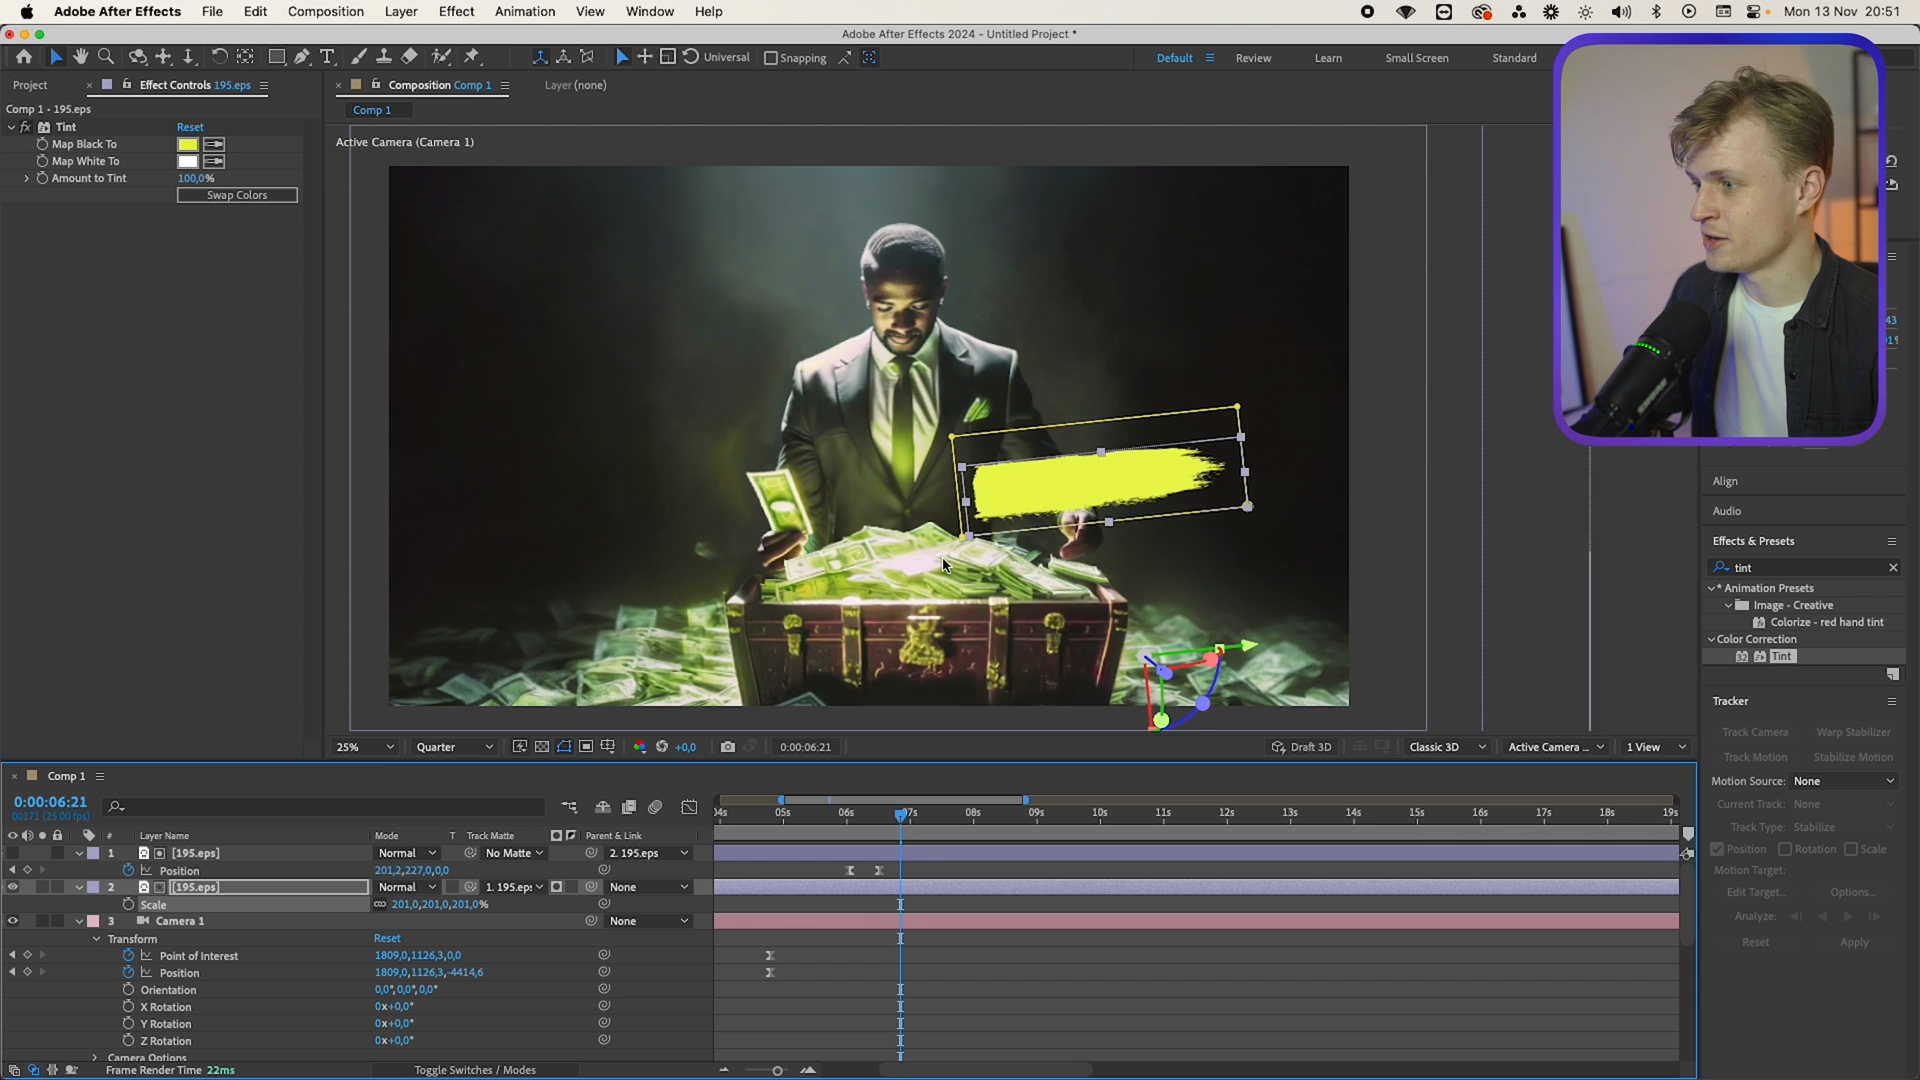 Adobe After Effects File Edit Composition Layer Effect Animation View Window Help Mon 13 Nov 20:51
Adobe After Effects 2024 - Untitled Project *
Universal Snapping Default Review Learn Small Screen Standard
Project Effect Controls 195.eps Composition Comp 1 Layer (none)
Comp 1 • 195.eps Comp 1
fx Tint Reset
Map Black To
Map White To
Amount to Tint 100,0%
Swap Colors
Active Camera (Camera 1)
Align
Audio
Effects & Presets
tint
* Animation Presets
Image - Creative
Colorize - red hand tint
Color Correction
32 Tint
Tracker
Track Camera Warp Stabilizer
Track Motion Stabilize Motion
Motion Source: None
Current Track: None
Track Type: Stabilize
Position Rotation Scale
Motion Target:
Edit Target... Options...
Analyze:
Reset Apply
25% Quarter +0,0 0:00:06:21 Draft 3D Classic 3D Active Camera ... 1 View
Comp 1
0:00:06:21
00171 (25.00 fps)
04s 05s 06s 07s 08s 09s 10s 11s 12s 13s 14s 15s 16s 17s 18s 19s
# Layer Name Mode T Track Matte Parent & Link
1 [195.eps] Normal No Matte 2. 195.eps
Position 201,2,227,0,0,0
2 [195.eps] Normal 1. 195.eps None
Scale 201,0,201,0,201,0%
3 Camera 1 None
Transform Reset
Point of Interest 1809,0,1126,3,0,0
Position 1809,0,1126,3,-4414,6
Orientation 0,0°,0,0°,0,0°
X Rotation 0x+0,0°
Y Rotation 0x+0,0°
Z Rotation 0x+0,0°
Camera Options
Frame Render Time 22ms Toggle Switches / Modes